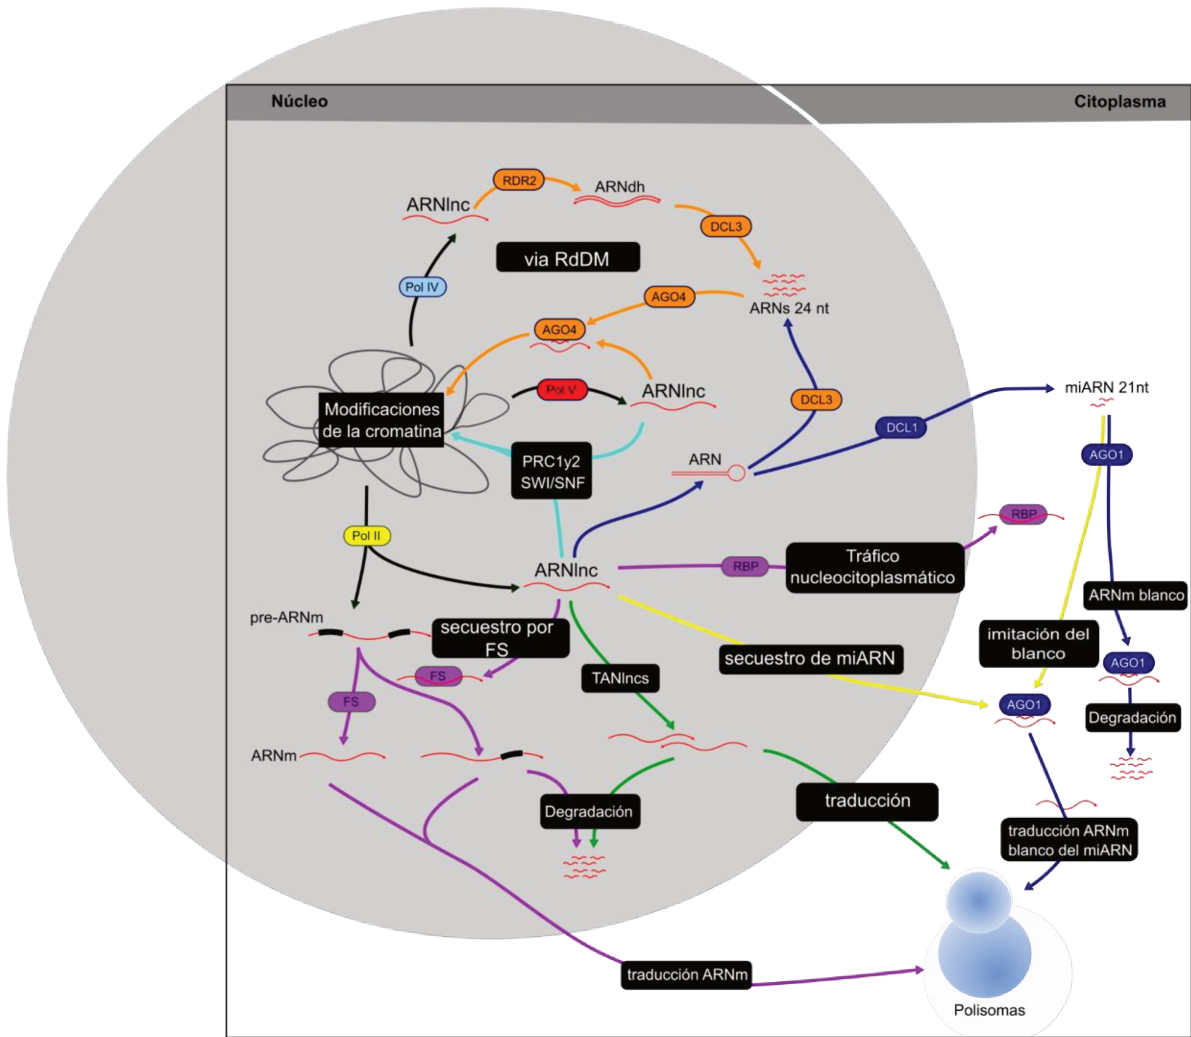 Núcleo
Citoplasma
RDR2
ARNdh
ARNlnc
DCL3
via RdDM
Pol IV
AGO4
ARNs 24 nt
AGO4
Pol V
ARNlnc
miARN 21nt
Modificaciones
de la cromatina
DCL3
DCL1
AGO1
PRC1y2
SWI/SNF
ARN
RBP
Pol II
ARNlnc
RBP
Tráfico
nucleocitoplasmático
ARNm blanco
pre-ARNm
secuestro por
FS
imitación del
blanco
secuestro de miARN
AGO1
FS
TANlncs
FS
AGO1
Degradación
ARNm
Degradación
traducción
traducción ARNm
blanco del miARN
traducción ARNm
Polisomas